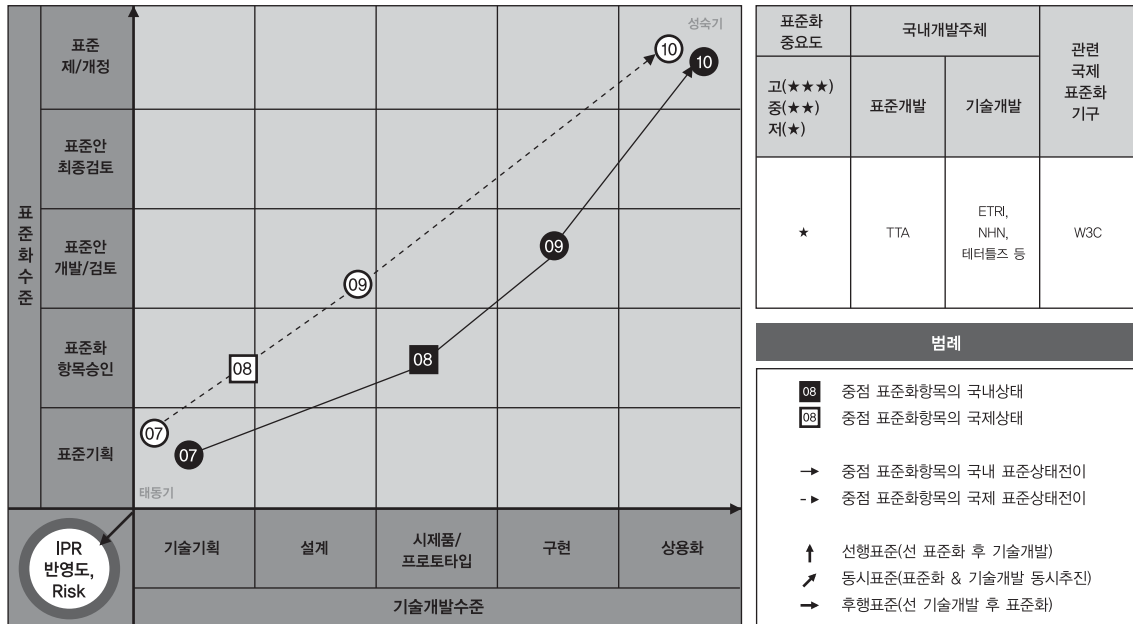 표준화수준
표준
제/개정
표준안
최종검토
표준안
개발/검토
표준화
항목승인
표준기획
성숙기
10
10
09
09
08
08
07
07
태동기
IPR
반영도,
Risk
기술기획
설계
시제품/
프로토타입
구현
상용화
기술개발수준
표준화
중요도
국내개발주체
관련
국제
표준화
기구
고(★★★)
중(★★)
저(★)
표준개발
기술개발
★
TTA
ETRI,
NHN,
테터툴즈 등
W3C
범례
08 중점 표준화항목의 국내상태
08 중점 표준화항목의 국제상태
중점 표준화항목의 국내 표준상태전이
중점 표준화항목의 국제 표준상태전이
선행표준(선 표준화 후 기술개발)
동시표준(표준화 & 기술개발 동시추진)
후행표준(선 기술개발 후 표준화)